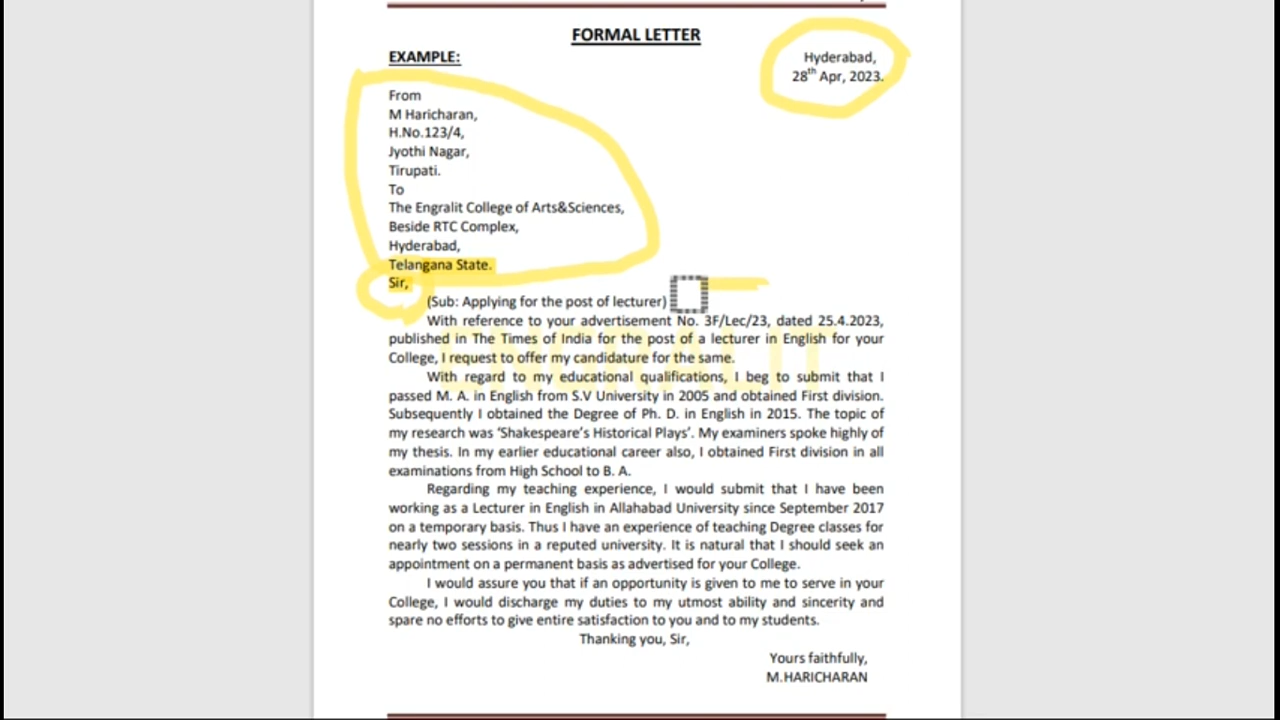 FORMAL LETTER
EXAMPLE:
Hyderabad,
28th Apr, 2023.
From
M Haricharan,
H.No.123/4,
Jyothi Nagar,
Tirupati.
To
The Engralit College of Arts&Sciences,
Beside RTC Complex,
Hyderabad,
Telangana State.
Sir,
(Sub: Applying for the post of lecturer)
With reference to your advertisement No. 3F/Lec/23, dated 25.4.2023,
published in The Times of India for the post of a lecturer in English for your
College, I request to offer my candidature for the same.
With regard to my educational qualifications, I beg to submit that I
passed M. A. in English from S.V University in 2005 and obtained First division.
Subsequently I obtained the Degree of Ph. D. in English in 2015. The topic of
my research was ‘Shakespeare’s Historical Plays’. My examiners spoke highly of
my thesis. In my earlier educational career also, I obtained First division in all
examinations from High School to B. A.
Regarding my teaching experience, I would submit that I have been
working as a Lecturer in English in Allahabad University since September 2017
on a temporary basis. Thus I have an experience of teaching Degree classes for
nearly two sessions in a reputed university. It is natural that I should seek an
appointment on a permanent basis as advertised for your College.
I would assure you that if an opportunity is given to me to serve in your
College, I would discharge my duties to my utmost ability and sincerity and
spare no efforts to give entire satisfaction to you and to my students.
Thanking you, Sir,
Yours faithfully,
M.HARICHARAN